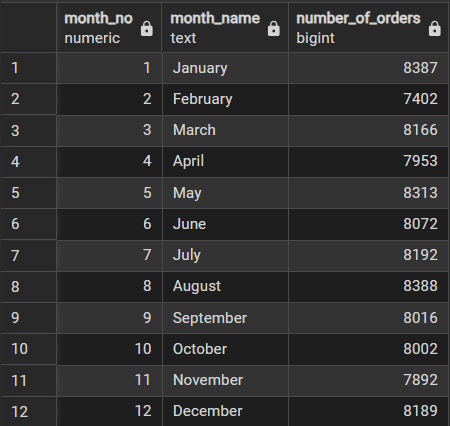 month_no month_name number_of_orders
numeric text bigint
1 1 January 8387
2 2 February 7402
3 3 March 8166
4 4 April 7953
5 5 May 8313
6 6 June 8072
7 7 July 8192
8 8 August 8388
9 9 September 8016
10 10 October 8002
11 11 November 7892
12 12 December 8189